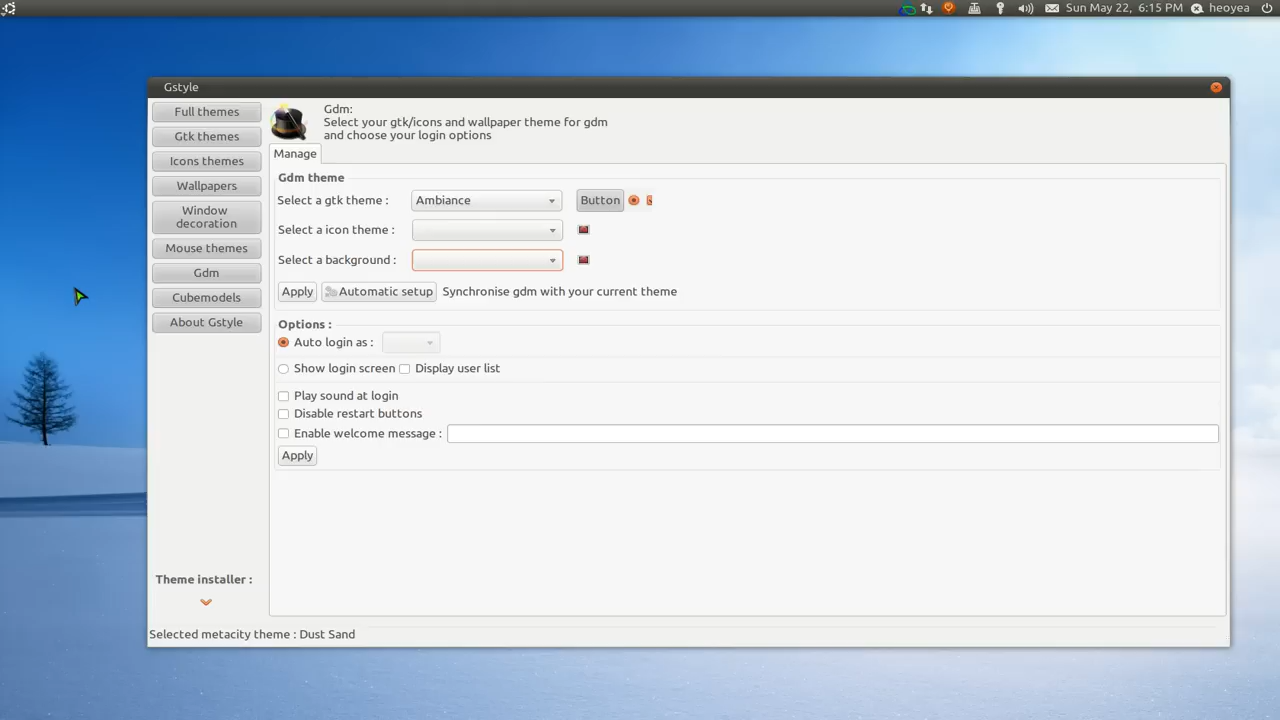 Sun May 22, 6:15 PM heoyea
Gstyle
Full themes
Gtk themes
Icons themes
Wallpapers
Window
decoration
Mouse themes
Gdm
Cubemodels
About Gstyle
Theme installer :
Gdm:
Select your gtk/icons and wallpaper theme for gdm
and choose your login options
Manage
Gdm theme
Select a gtk theme : Ambiance Button
Select a icon theme :
Select a background :
Apply Automatic setup Synchronise gdm with your current theme
Options :
Auto login as :
Show login screen Display user list
Play sound at login
Disable restart buttons
Enable welcome message :
Apply
Selected metacity theme : Dust Sand